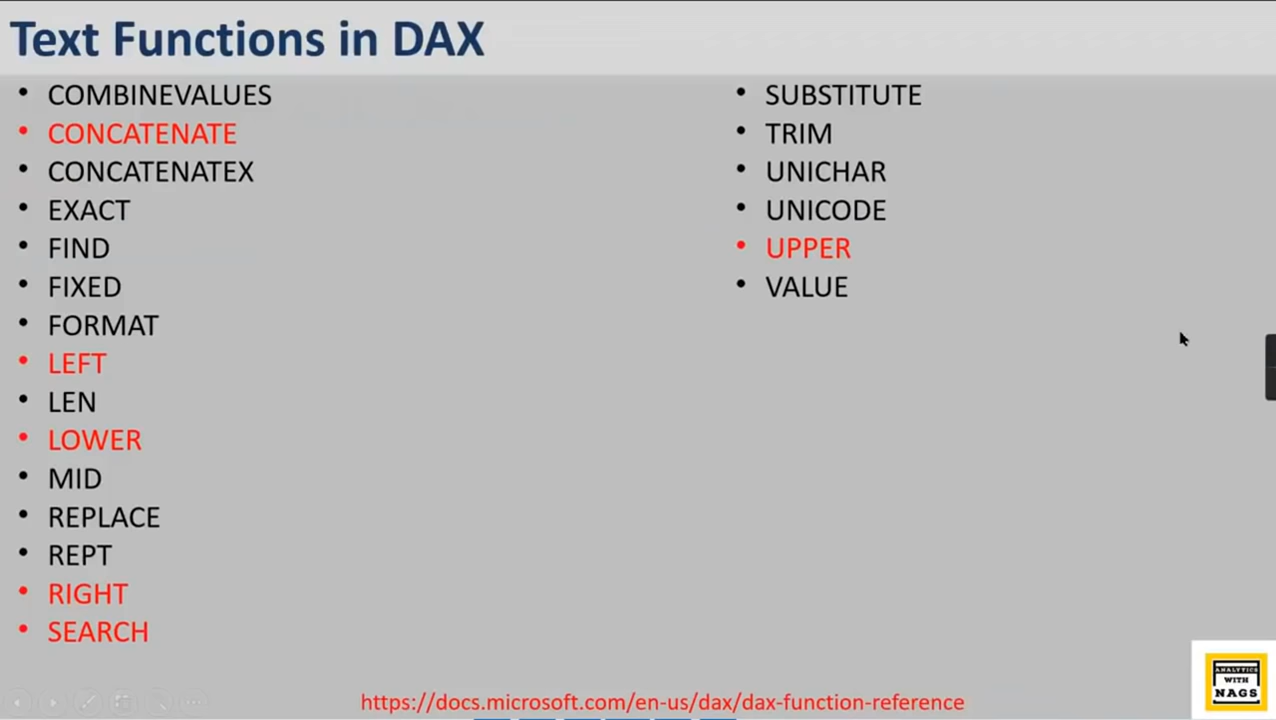 Text Functions in DAX
• COMBINEVALUES
• CONCATENATE
• CONCATENATEX
• EXACT
• FIND
• FIXED
• FORMAT
• LEFT
• LEN
• LOWER
• MID
• REPLACE
• REPT
• RIGHT
• SEARCH
• SUBSTITUTE
• TRIM
• UNICHAR
• UNICODE
• UPPER
• VALUE
https://docs.microsoft.com/en-us/dax/dax-function-reference
ANALYTICS
WITH
NAGS